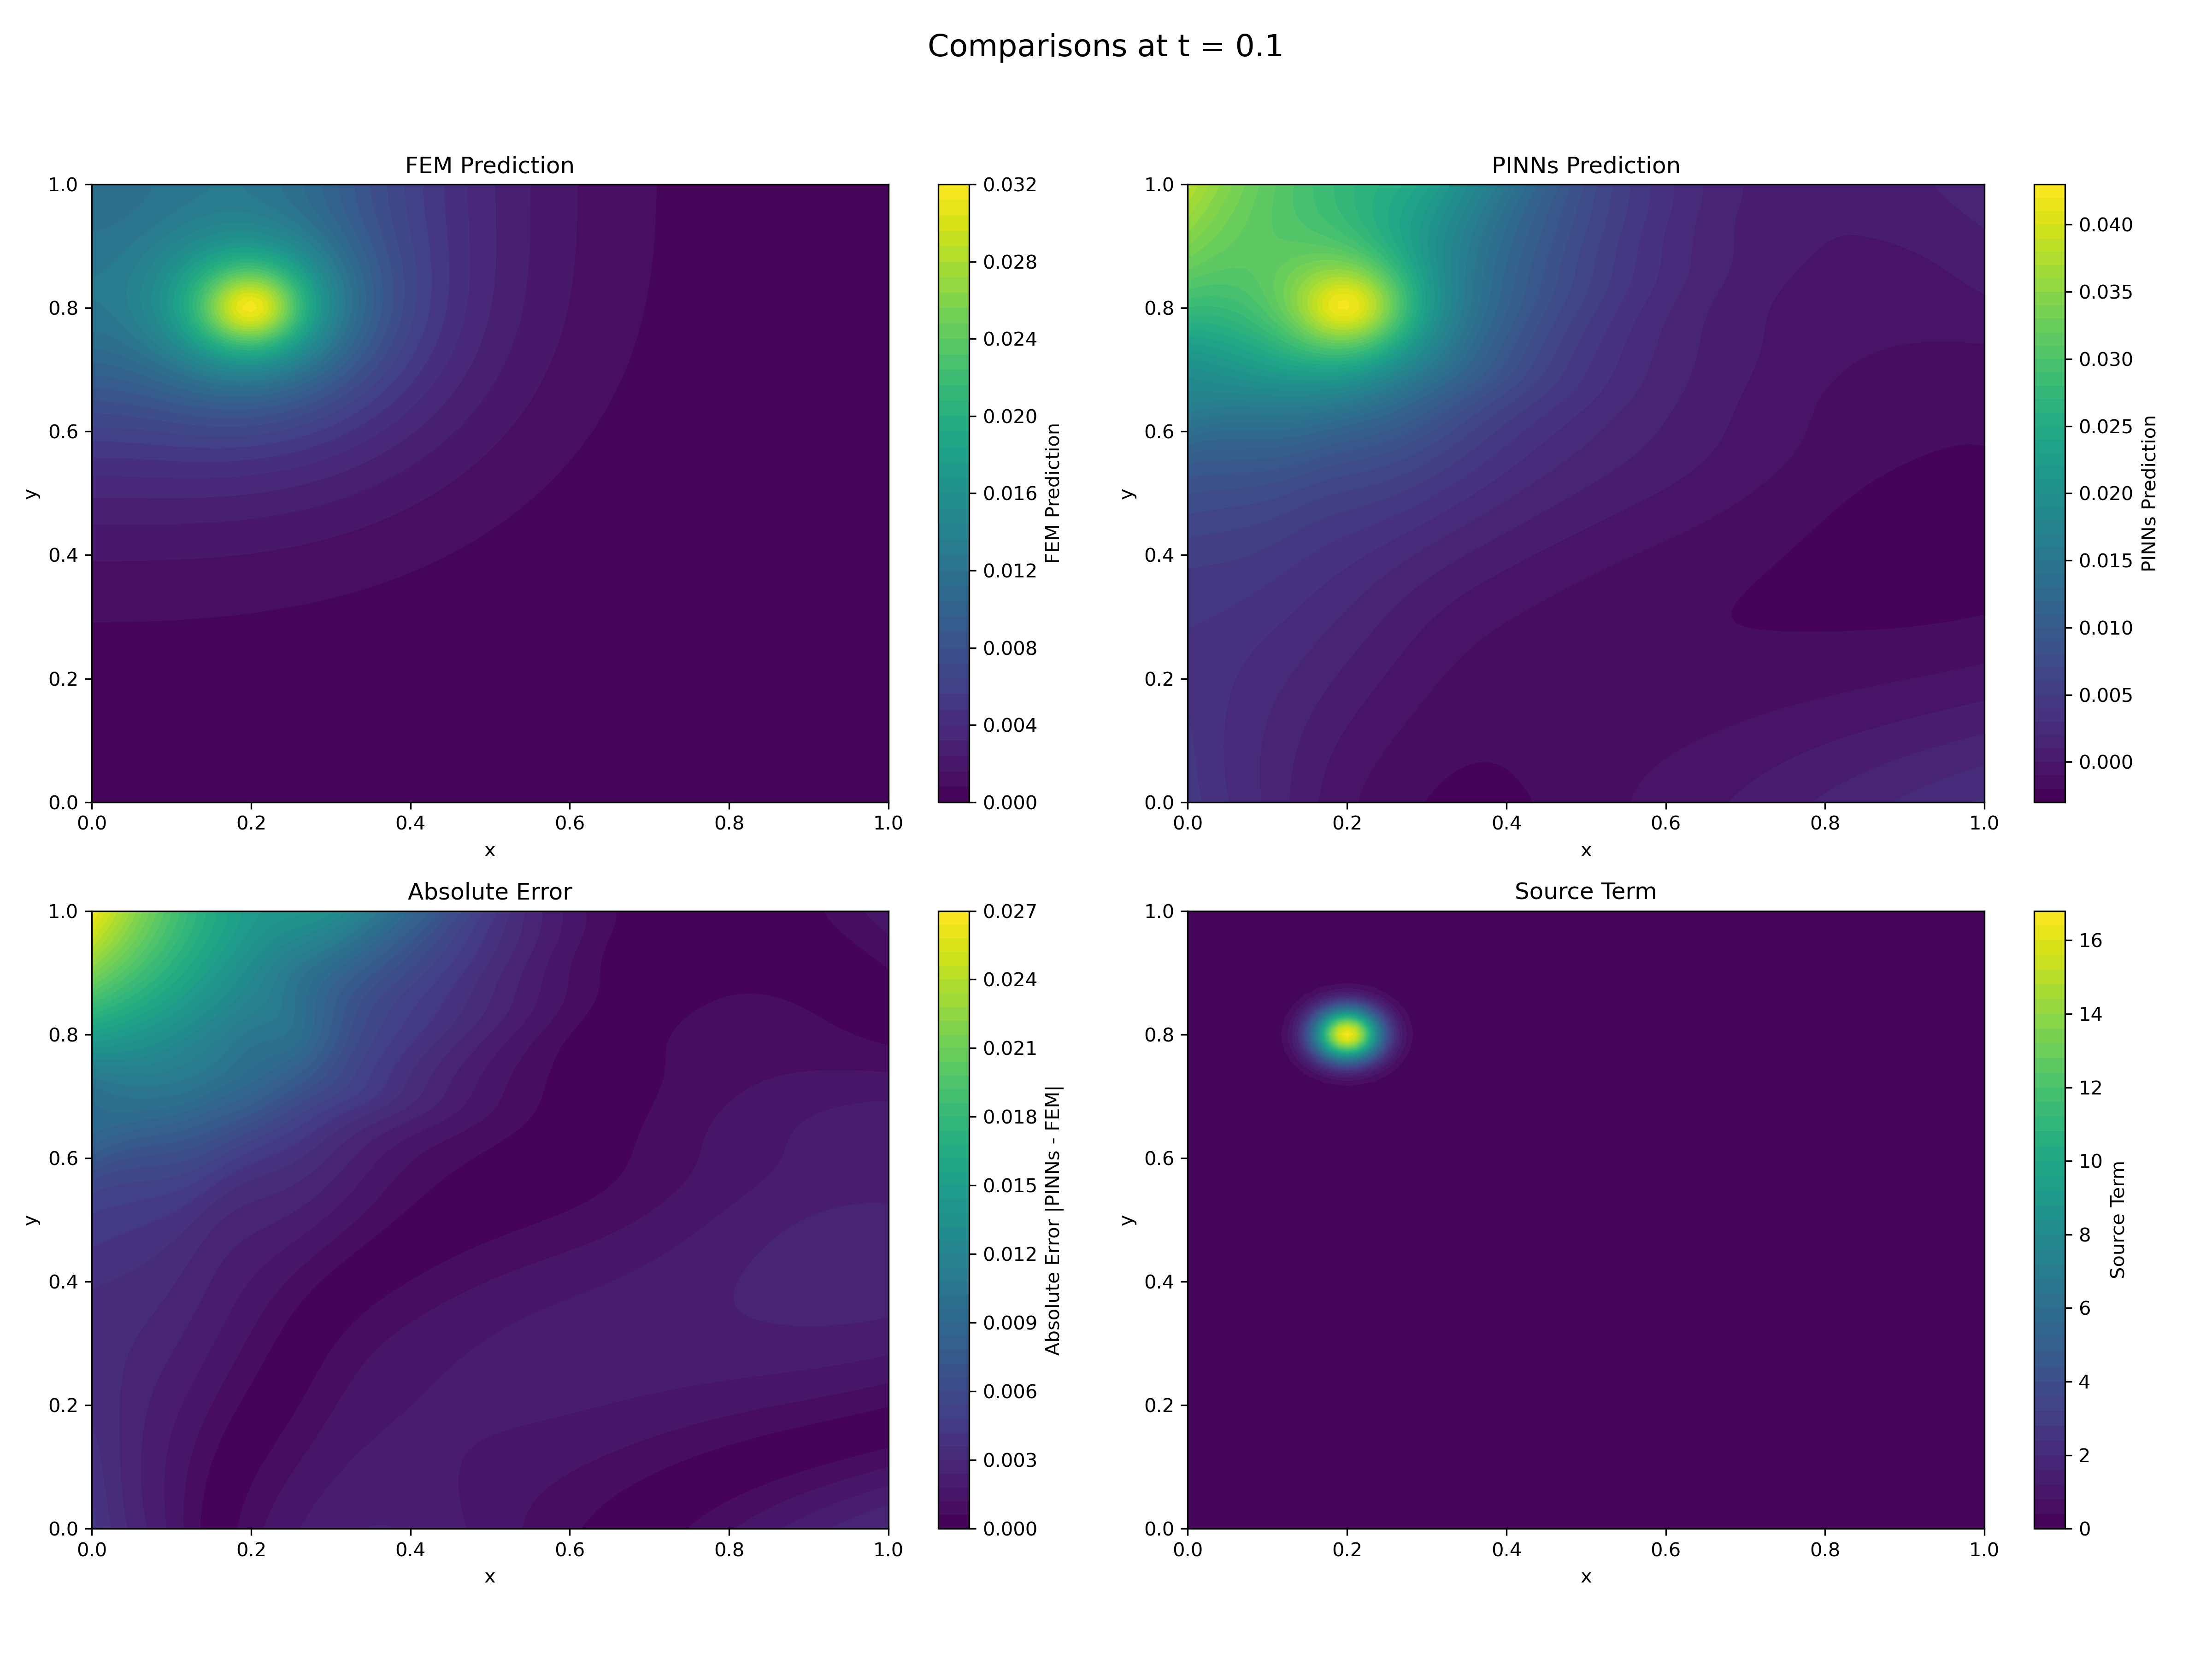 Comparisons at t = 0.1
FEM Prediction
1.0
0.8
0.6
0.4
0.2
0.0
y
0.0 0.2 0.4 0.6 0.8 1.0
x
0.032
0.028
0.024
0.020
0.016
0.012
0.008
0.004
0.000
FEM Prediction
PINNs Prediction
1.0
0.8
0.6
0.4
0.2
0.0
y
0.0 0.2 0.4 0.6 0.8 1.0
x
0.040
0.035
0.030
0.025
0.020
0.015
0.010
0.005
0.000
PINNs Prediction
Absolute Error
1.0
0.8
0.6
0.4
0.2
0.0
y
0.0 0.2 0.4 0.6 0.8 1.0
x
0.027
0.024
0.021
0.018
0.015
0.012
0.009
0.006
0.003
0.000
Absolute Error |PINNs - FEM|
Source Term
1.0
0.8
0.6
0.4
0.2
0.0
y
0.0 0.2 0.4 0.6 0.8 1.0
x
16
14
12
10
8
6
4
2
0
Source Term